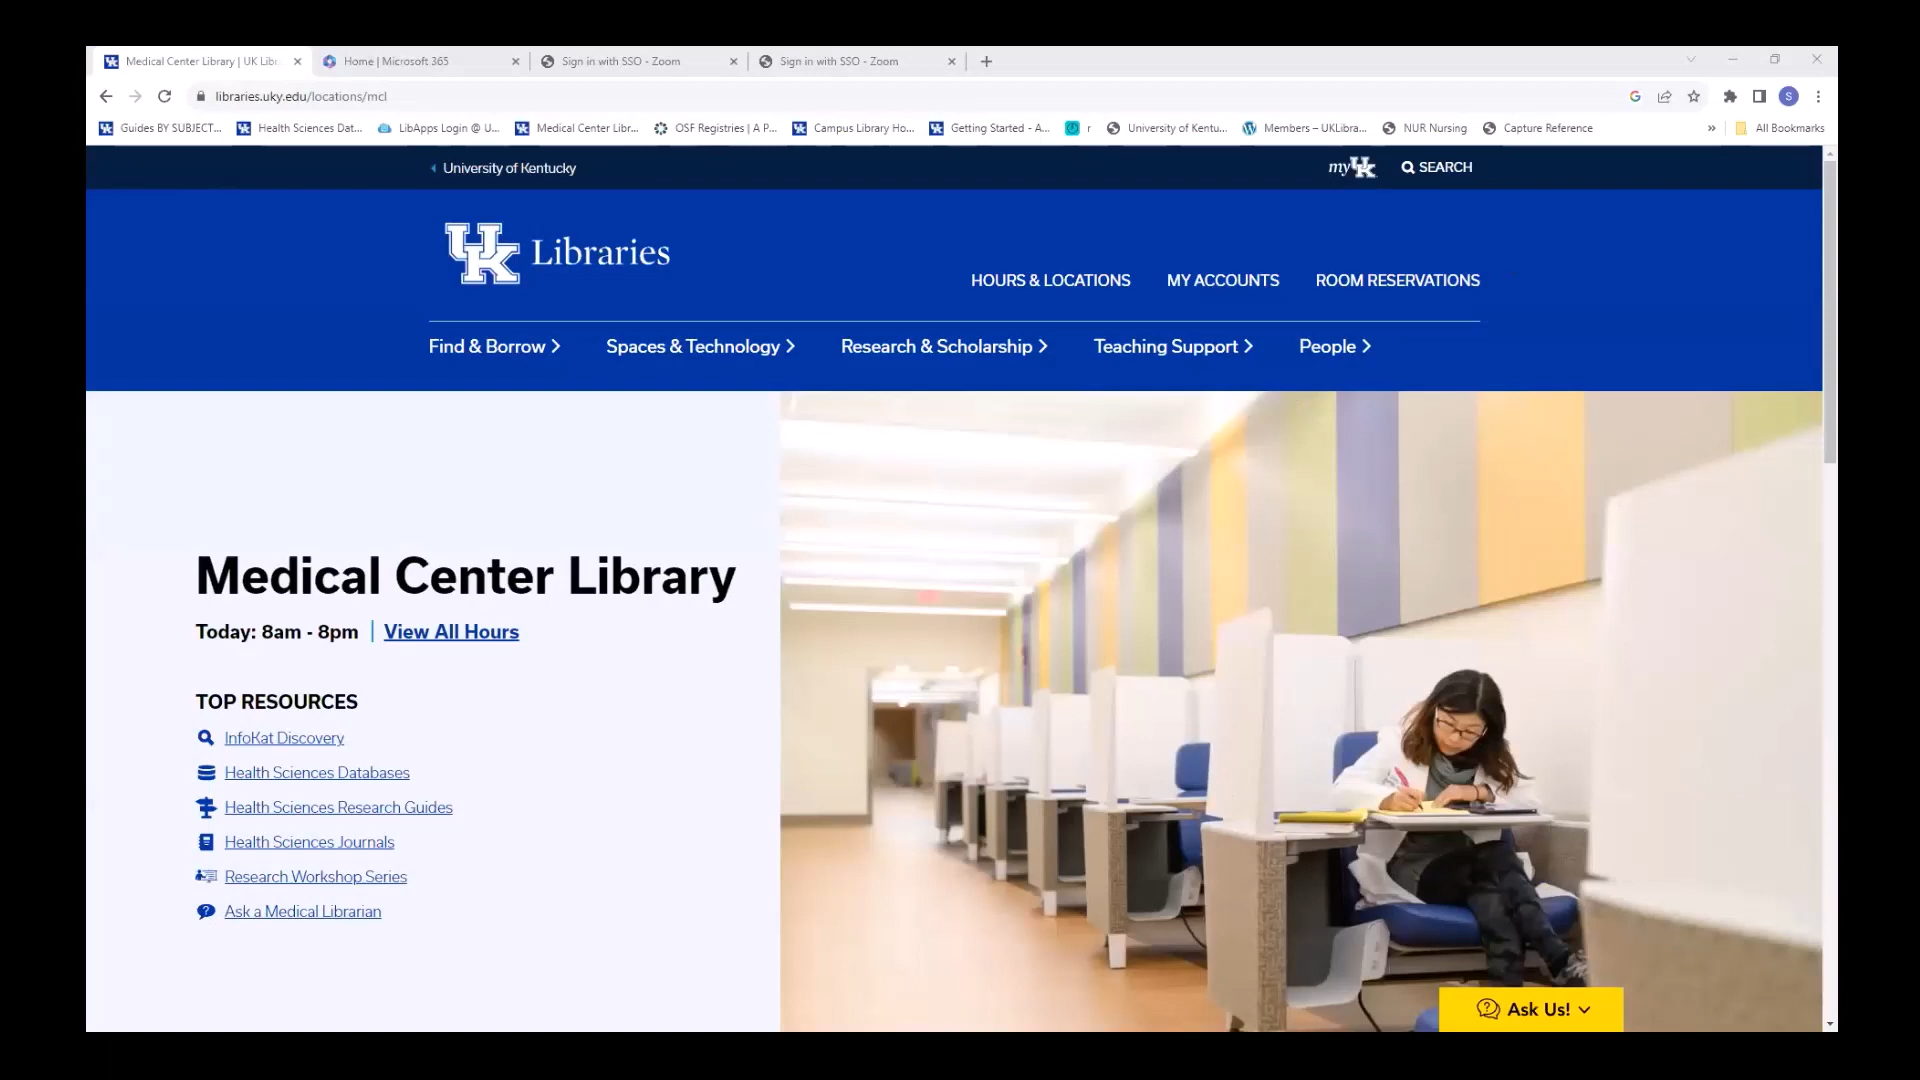 Medical Center Library | UK Libr
Home | Microsoft 365
Sign in with SSO - Zoom
Sign in with SSO - Zoom
libraries.uky.edu/locations/mcl
S
Guides BY SUBJECT...
Health Sciences Dat...
LibApps Login @ U...
Medical Center Libr...
OSF Registries | A P...
Campus Library Ho...
Getting Started - A...
r
University of Kentu...
Members – UKLibra...
NUR Nursing
Capture Reference
» All Bookmarks
University of Kentucky
my UK
SEARCH
UK Libraries
HOURS & LOCATIONS
MY ACCOUNTS
ROOM RESERVATIONS
Find & Borrow
Spaces & Technology
Research & Scholarship
Teaching Support
People
Medical Center Library
Today: 8am - 8pm | View All Hours
TOP RESOURCES
InfoKat Discovery
Health Sciences Databases
Health Sciences Research Guides
Health Sciences Journals
Research Workshop Series
Ask a Medical Librarian
Ask Us!